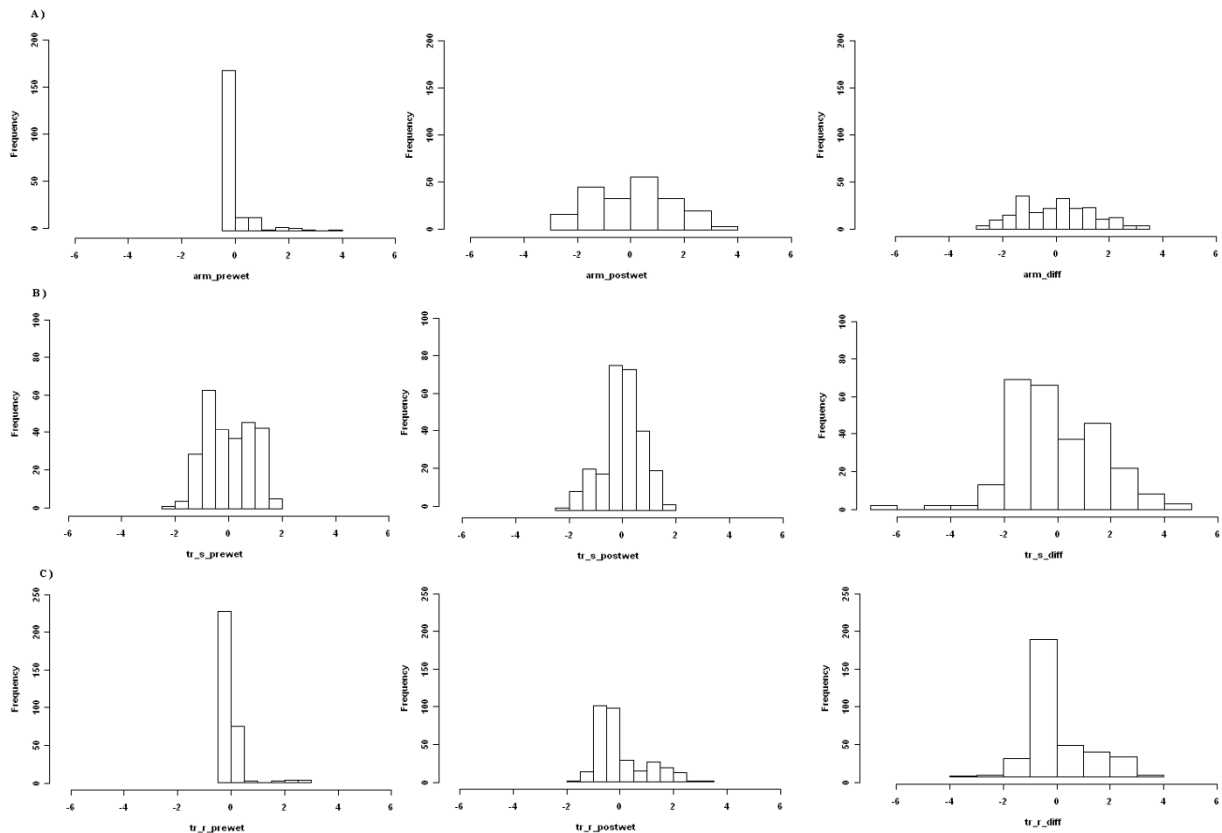 A)
Frequency
0 50 100 150 200
-6 -4 -2 0 2 4 6
arm_prewet
Frequency
0 50 100 150 200
-6 -4 -2 0 2 4 6
arm_postwet
Frequency
0 50 100 150 200
-6 -4 -2 0 2 4 6
arm_diff
B)
Frequency
0 20 40 60 80 100
-6 -4 -2 0 2 4 6
tr_s_prewet
Frequency
0 20 40 60 80 100
-6 -4 -2 0 2 4 6
tr_s_postwet
Frequency
0 20 40 60 80 100
-6 -4 -2 0 2 4 6
tr_s_diff
C)
Frequency
0 50 100 150 200 250
-6 -4 -2 0 2 4 6
tr_r_prewet
Frequency
0 50 100 150 200 250
-6 -4 -2 0 2 4 6
tr_r_postwet
Frequency
0 50 100 150 200 250
-6 -4 -2 0 2 4 6
tr_r_diff